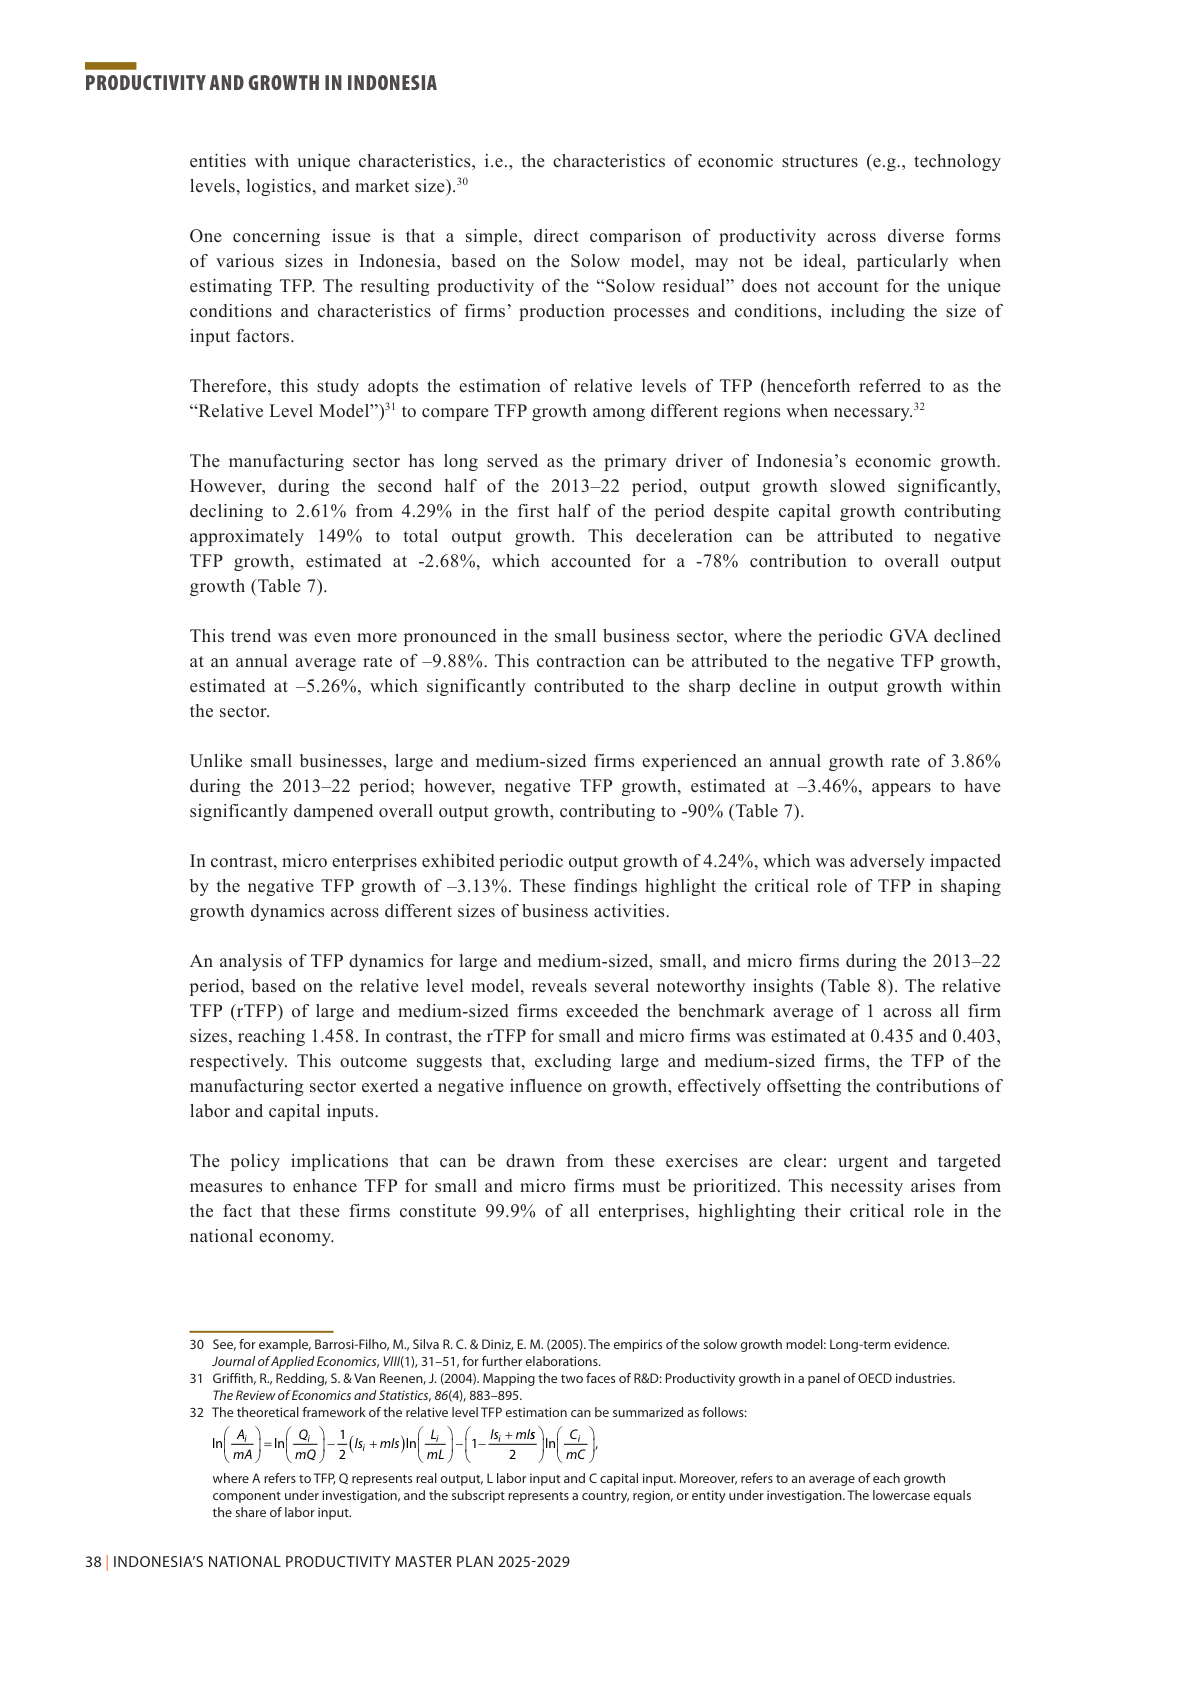 PRODUCTIVITY AND GROWTH IN INDONESIA
entities with unique characteristics, i.e., the characteristics of economic structures (e.g., technology
levels, logistics, and market size).30
One concerning issue is that a simple, direct comparison of productivity across diverse forms
of various sizes in Indonesia, based on the Solow model, may not be ideal, particularly when
estimating TFP. The resulting productivity of the “Solow residual” does not account for the unique
conditions and characteristics of firms’ production processes and conditions, including the size of
input factors.
Therefore, this study adopts the estimation of relative levels of TFP (henceforth referred to as the
“Relative Level Model”)31 to compare TFP growth among different regions when necessary.32
The manufacturing sector has long served as the primary driver of Indonesia’s economic growth.
However, during the second half of the 2013–22 period, output growth slowed significantly,
declining to 2.61% from 4.29% in the first half of the period despite capital growth contributing
approximately 149% to total output growth. This deceleration can be attributed to negative
TFP growth, estimated at -2.68%, which accounted for a -78% contribution to overall output
growth (Table 7).
This trend was even more pronounced in the small business sector, where the periodic GVA declined
at an annual average rate of –9.88%. This contraction can be attributed to the negative TFP growth,
estimated at –5.26%, which significantly contributed to the sharp decline in output growth within
the sector.
Unlike small businesses, large and medium-sized firms experienced an annual growth rate of 3.86%
during the 2013–22 period; however, negative TFP growth, estimated at –3.46%, appears to have
significantly dampened overall output growth, contributing to -90% (Table 7).
In contrast, micro enterprises exhibited periodic output growth of 4.24%, which was adversely impacted
by the negative TFP growth of –3.13%. These findings highlight the critical role of TFP in shaping
growth dynamics across different sizes of business activities.
An analysis of TFP dynamics for large and medium-sized, small, and micro firms during the 2013–22
period, based on the relative level model, reveals several noteworthy insights (Table 8). The relative
TFP (rTFP) of large and medium-sized firms exceeded the benchmark average of 1 across all firm
sizes, reaching 1.458. In contrast, the rTFP for small and micro firms was estimated at 0.435 and 0.403,
respectively. This outcome suggests that, excluding large and medium-sized firms, the TFP of the
manufacturing sector exerted a negative influence on growth, effectively offsetting the contributions of
labor and capital inputs.
The policy implications that can be drawn from these exercises are clear: urgent and targeted
measures to enhance TFP for small and micro firms must be prioritized. This necessity arises from
the fact that these firms constitute 99.9% of all enterprises, highlighting their critical role in the
national economy.
30 See, for example, Barrosi-Filho, M., Silva R. C. & Diniz, E. M. (2005). The empirics of the solow growth model: Long-term evidence.
Journal of Applied Economics, VIII(1), 31–51, for further elaborations.
31 Griffith, R., Redding, S. & Van Reenen, J. (2004). Mapping the two faces of R&D: Productivity growth in a panel of OECD industries.
The Review of Economics and Statistics, 86(4), 883–895.
32 The theoretical framework of the relative level TFP estimation can be summarized as follows:
ln(Ai/mA) = ln(Qi/mQ) − 1/2(lsi + mls)ln(Li/mL) − (1 − (lsi + mls)/2)ln(Ci/mC),
where A refers to TFP, Q represents real output, L labor input and C capital input. Moreover, refers to an average of each growth
component under investigation, and the subscript represents a country, region, or entity under investigation. The lowercase equals
the share of labor input.
38 | INDONESIA’S NATIONAL PRODUCTIVITY MASTER PLAN 2025-2029